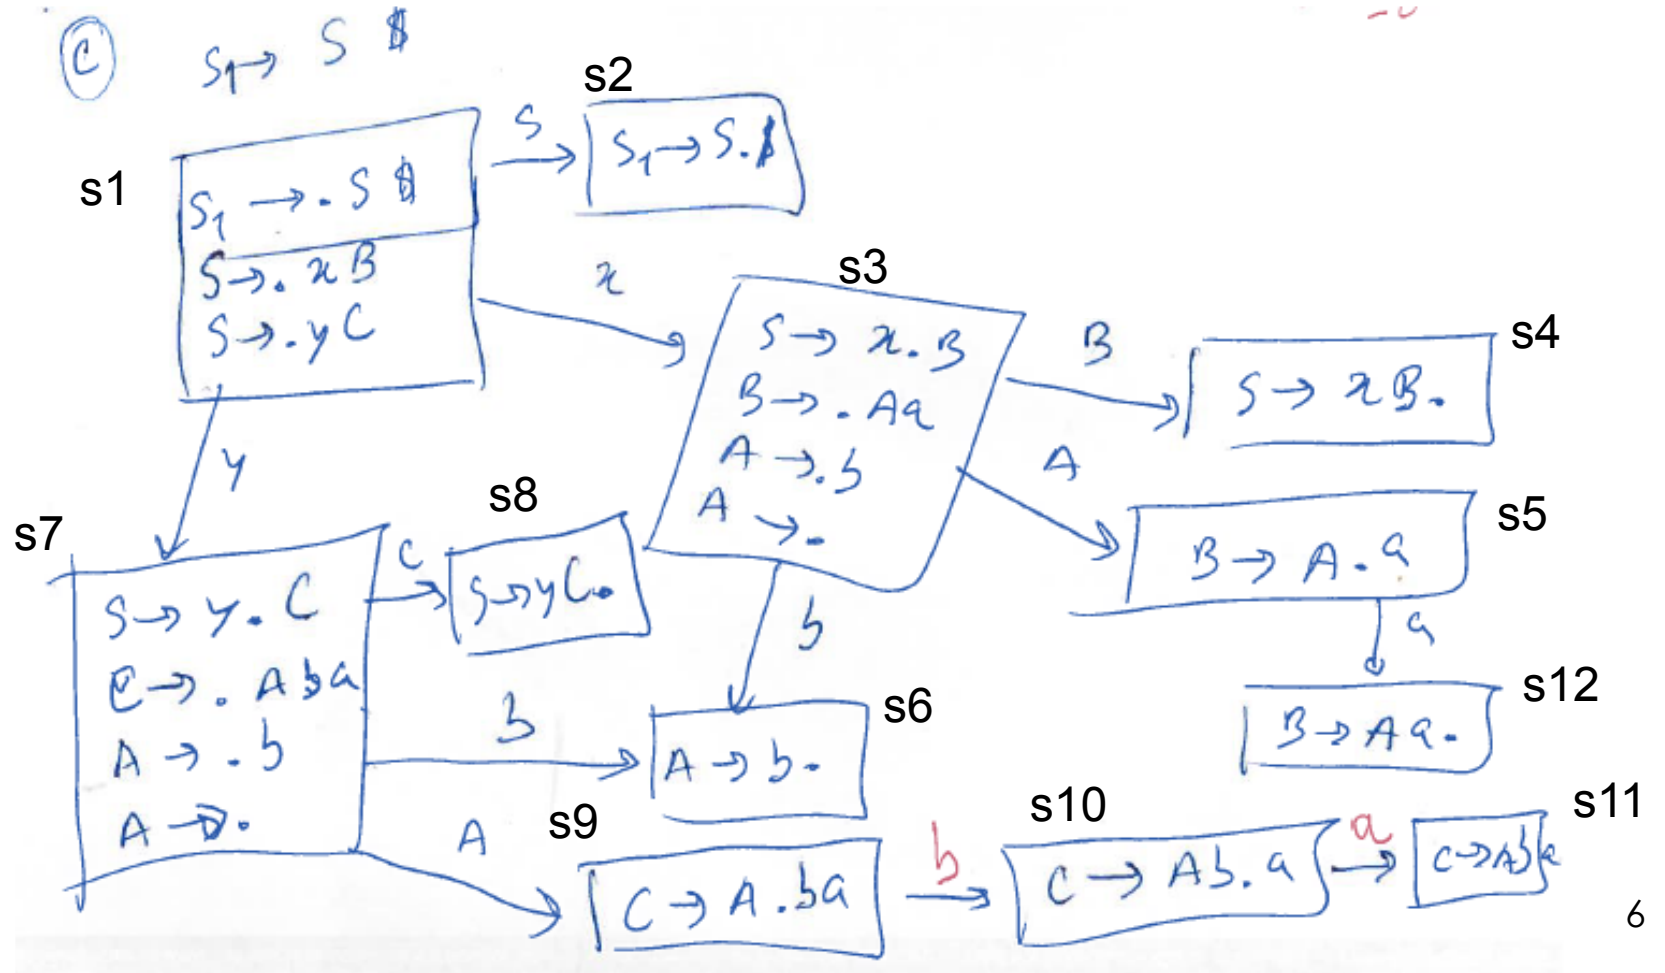 C
S1 → S $
s1
S1 → . S $
S → . x B
S → . y C
S
s2
S1 → S . $
x
s3
S → x . B
B → . A a
A → . b
A → .
B
s4
S → x B .
A
s5
B → A . a
a
s12
B → A a .
y
s7
S → y . C
C → . A b a
A → . b
A → .
C
s8
S → y C .
b
b
s6
A → b .
A
s9
C → A . b a
b
s10
C → A b . a
a
s11
C → A b a
6